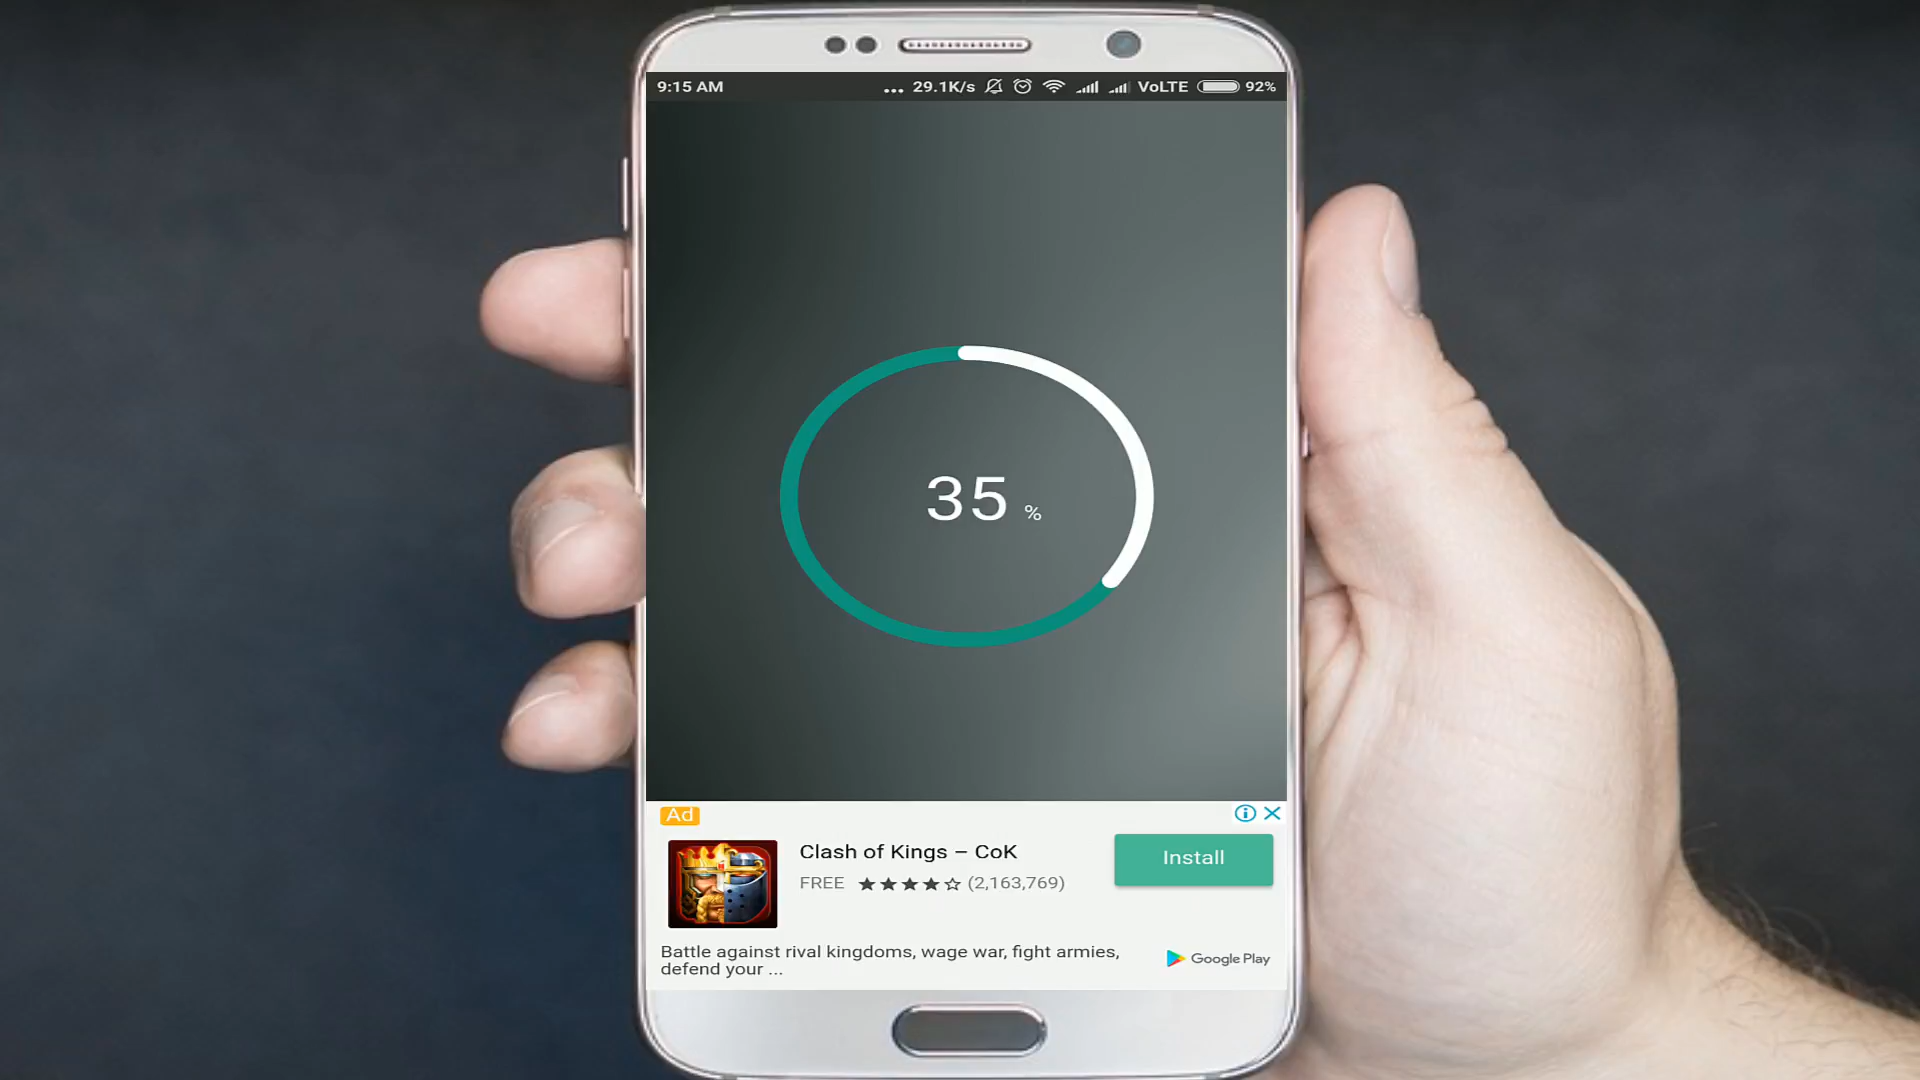 9:15 AM ... 29.1K/s VoLTE 92%
35 %
Ad
Clash of Kings – CoK
Install
FREE ★★★★☆ (2,163,769)
Battle against rival kingdoms, wage war, fight armies,
defend your ...
Google Play